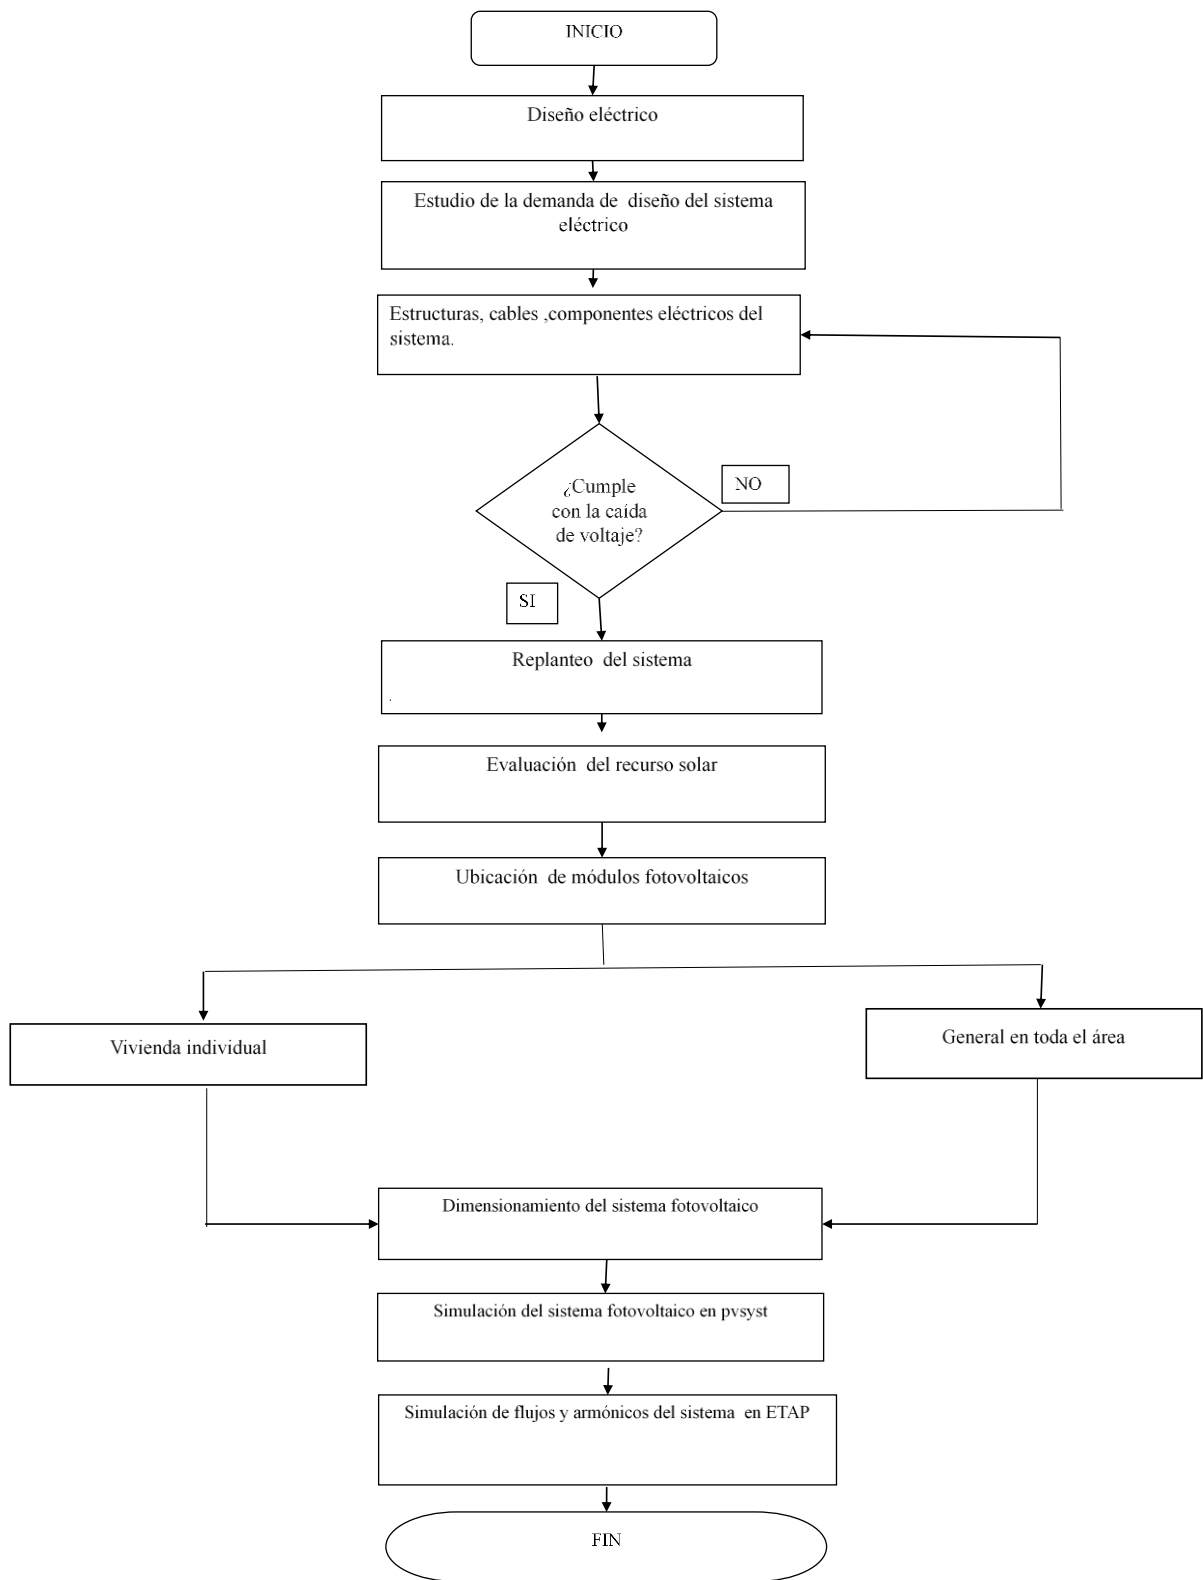 INICIO
Diseño eléctrico
Estudio de la demanda de diseño del sistema
eléctrico
Estructuras, cables ,componentes eléctricos del
sistema.
¿Cumple
con la caída
de voltaje?
NO
SI
Replanteo del sistema
.
Evaluación del recurso solar
Ubicación de módulos fotovoltaicos
Vivienda individual
General en toda el área
Dimensionamiento del sistema fotovoltaico
Simulación del sistema fotovoltaico en pvsyst
Simulación de flujos y armónicos del sistema en ETAP
FIN